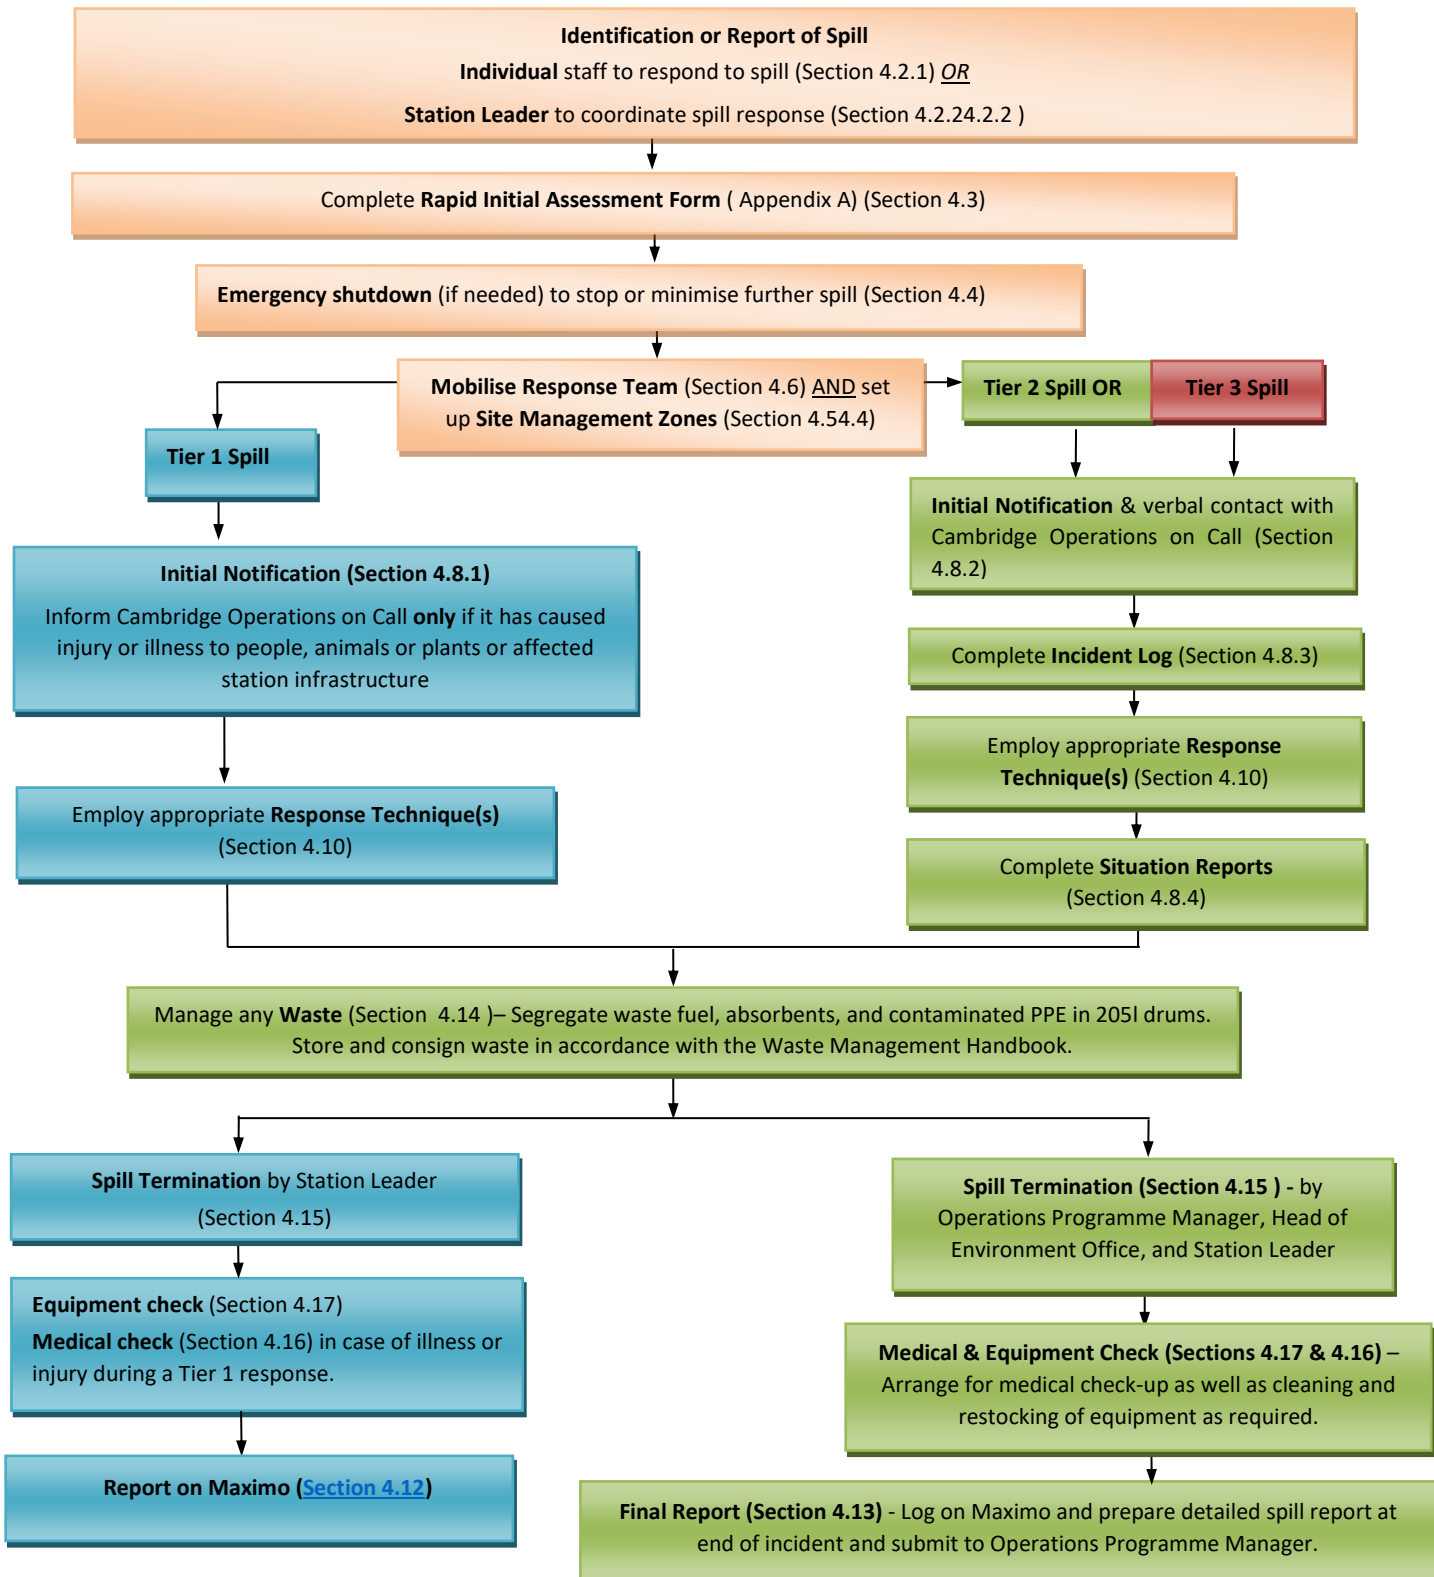 Identification or Report of Spill
Individual staff to respond to spill (Section 4.2.1) OR
Station Leader to coordinate spill response (Section 4.2.24.2.2 )
Complete Rapid Initial Assessment Form ( Appendix A) (Section 4.3)
Emergency shutdown (if needed) to stop or minimise further spill (Section 4.4)
Mobilise Response Team (Section 4.6) AND set
up Site Management Zones (Section 4.54.4)
Tier 2 Spill OR
Tier 3 Spill
Tier 1 Spill
Initial Notification (Section 4.8.1)
Inform Cambridge Operations on Call only if it has caused
injury or illness to people, animals or plants or affected
station infrastructure
Employ appropriate Response Technique(s)
(Section 4.10)
Initial Notification & verbal contact with
Cambridge Operations on Call (Section
4.8.2)
Complete Incident Log (Section 4.8.3)
Employ appropriate Response
Technique(s) (Section 4.10)
Complete Situation Reports
(Section 4.8.4)
Manage any Waste (Section 4.14 )– Segregate waste fuel, absorbents, and contaminated PPE in 205l drums.
Store and consign waste in accordance with the Waste Management Handbook.
Spill Termination by Station Leader
(Section 4.15)
Equipment check (Section 4.17)
Medical check (Section 4.16) in case of illness or
injury during a Tier 1 response.
Report on Maximo (Section 4.12)
Spill Termination (Section 4.15 ) - by
Operations Programme Manager, Head of
Environment Office, and Station Leader
Medical & Equipment Check (Sections 4.17 & 4.16) –
Arrange for medical check-up as well as cleaning and
restocking of equipment as required.
Final Report (Section 4.13) - Log on Maximo and prepare detailed spill report at
end of incident and submit to Operations Programme Manager.